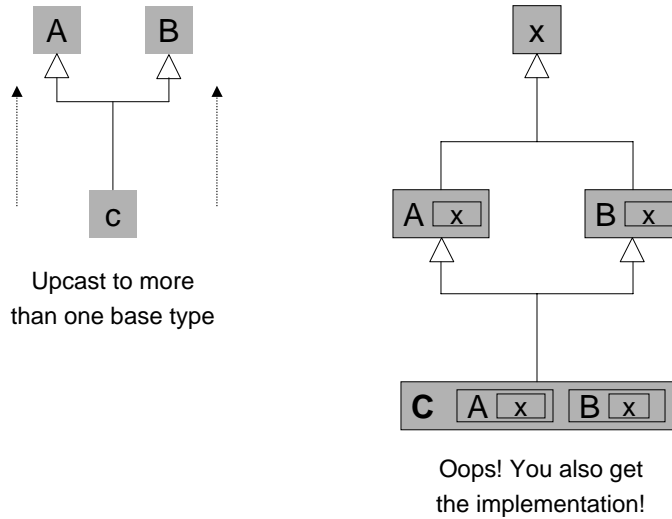 A B
c
Upcast to more
than one base type
x
A x B x
C A x B x
Oops! You also get
the implementation!